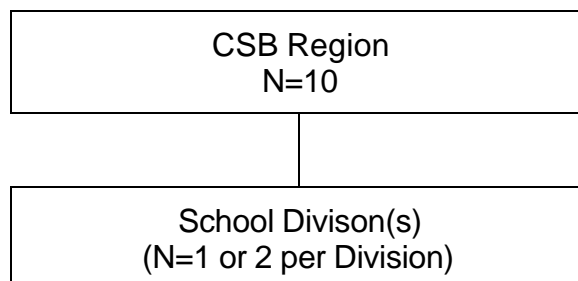 CSB Region
N=10
School Divison(s)
(N=1 or 2 per Division)